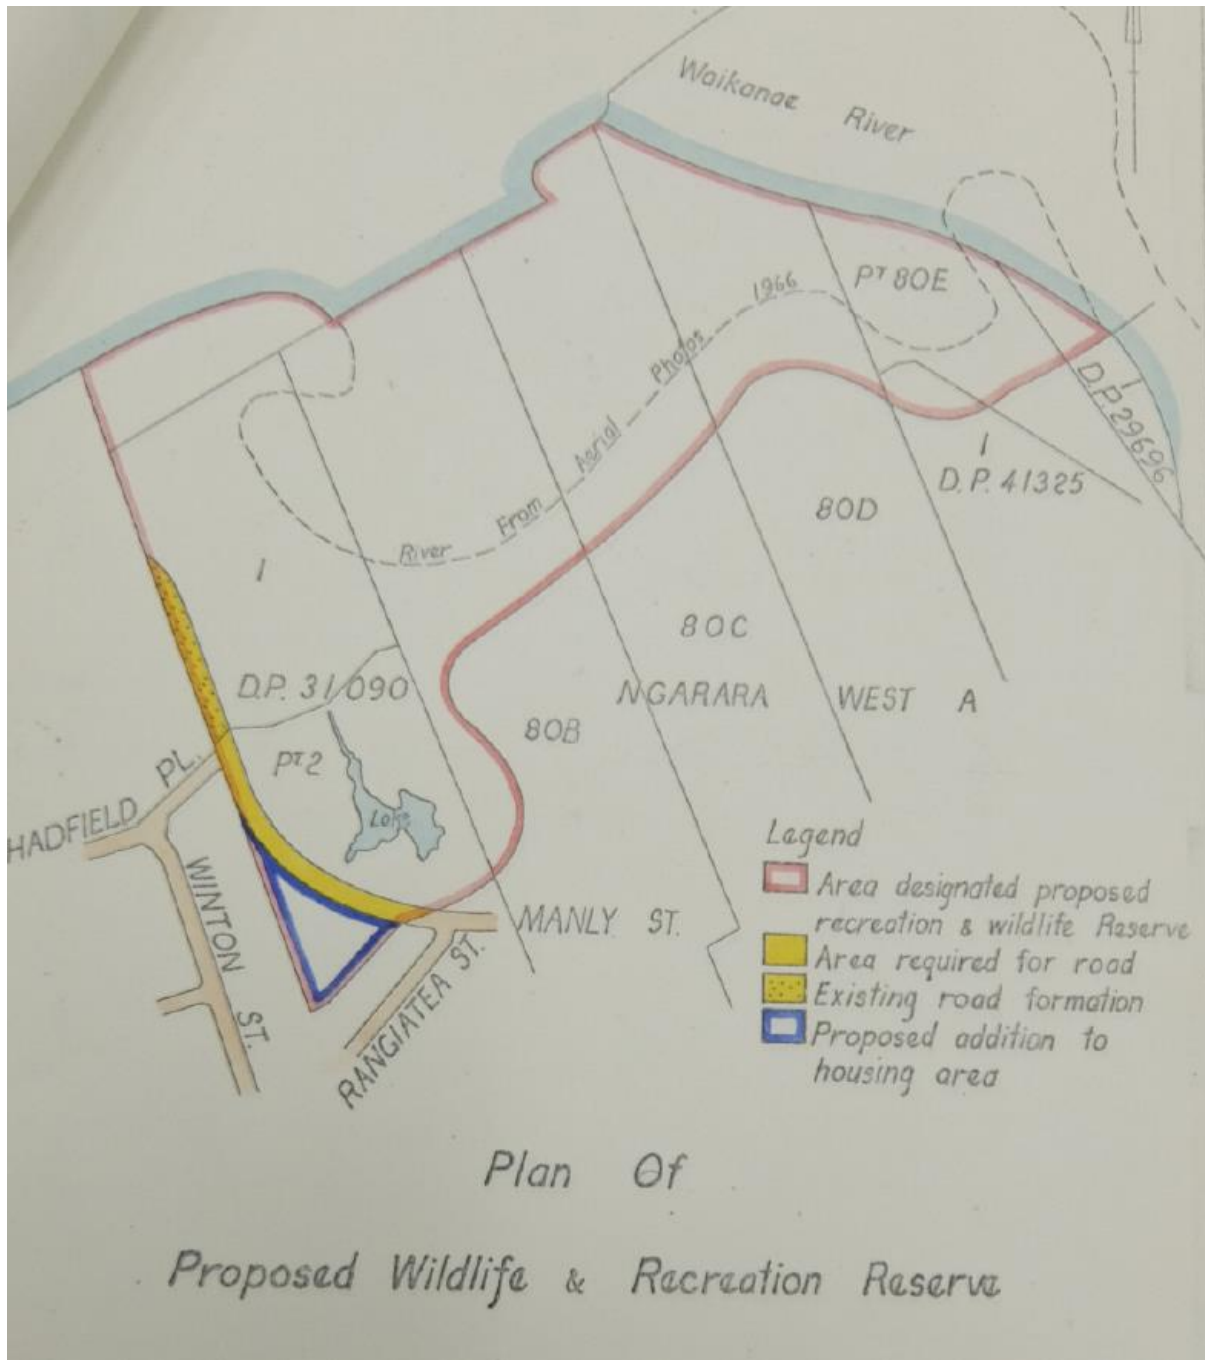 Waikanae River
PT 80E
1966
Photos
Aerial
From
River
1
D.P. 29696
1
D.P. 41325
80D
1
80C
D.P. 31090
NGARARA WEST A
80B
PT 2
PL.
HADFIELD
Lake
WINTON ST.
MANLY ST.
RANGIATEA ST.
Legend
Area designated proposed
recreation & wildlife Reserve
Area required for road
Existing road formation
Proposed addition to
housing area
Plan Of
Proposed Wildlife & Recreation Reserve